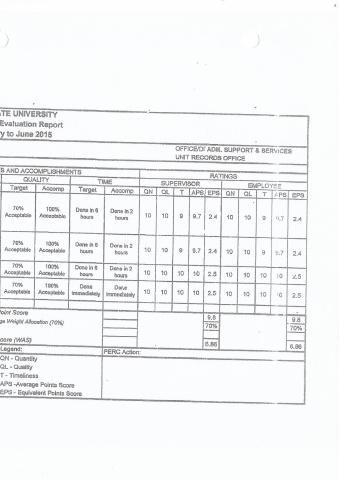 TE UNIVERSITY
Evaluation Report
ry to June 2015
OFFICE/DI ADM. SUPPORT & SERVICES
UNIT RECORDS OFFICE
S AND ACCOMPLISHMENTS RATINGS
QUALITY TIME SUPERVISOR EMPLOYEE
Target Accomp Target Accomp QN QL T APS EPS QN QL T APS EPS
70% Acceptable 100% Acceptable Done in 6 hours Done in 2 hours 10 10 9 9.7 2.4 10 10 9 9.7 2.4
70% Acceptable 100% Acceptable Done in 6 hours Done in 2 hours 10 10 9 9.7 2.4 10 10 9 9.7 2.4
70% Acceptable 100% Acceptable Done in 6 hours Done in 2 hours 10 10 10 10 2.5 10 10 10 10 2.5
70% Acceptable 100% Acceptable Done immediately Done immediately 10 10 10 10 2.5 10 10 10 10 2.5
oint Score 9.8 9.8
ge Weight Allocation (70%) 70% 70%
core (WAS) 6.86 6.86
Legend: PERC Action:
QN - Quantity
QL - Quality
T - Timeliness
APS -Average Points Score
EPS - Equivalent Points Score